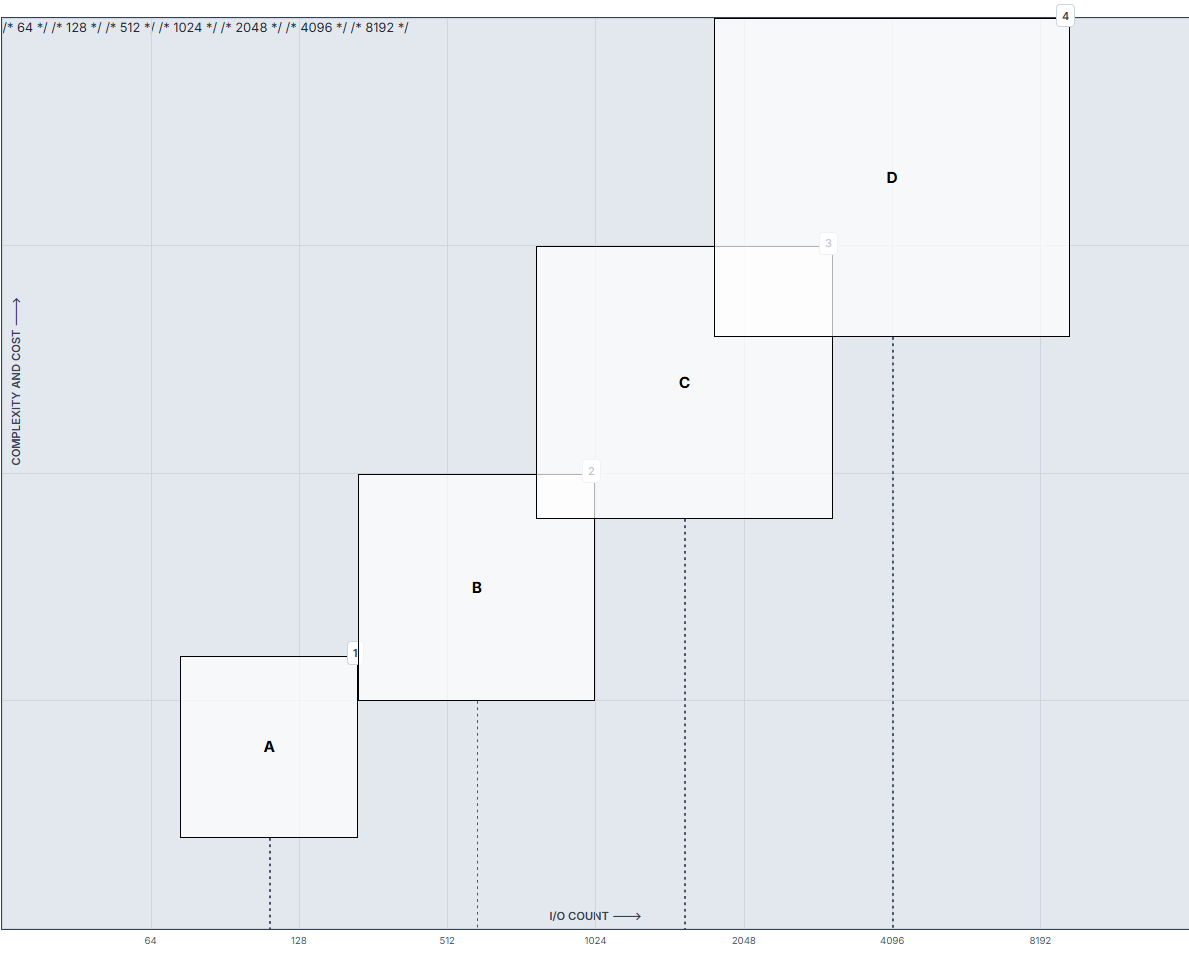 /* 64 */ /* 128 */ /* 512 */ /* 1024 */ /* 2048 */ /* 4096 */ /* 8192 */
4
D
3
COMPLEXITY AND COST
C
2
B
1
A
I/O COUNT
64 128 512 1024 2048 4096 8192